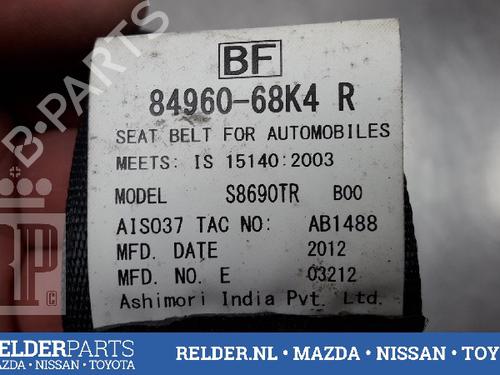 BF
84960-68K4 R
SEAT BELT FOR AUTOMOBILES
MEETS: IS 15140:2003
MODEL S8690TR B00
AIS037 TAC NO: AB1488
MFD. DATE 2012
MFD. NO. E 03212
Ashimori India Pvt. Ltd.
RELDERPARTS
MAZDA • NISSAN • TOYOTA
RELDER.NL • MAZDA • NISSAN • TOY